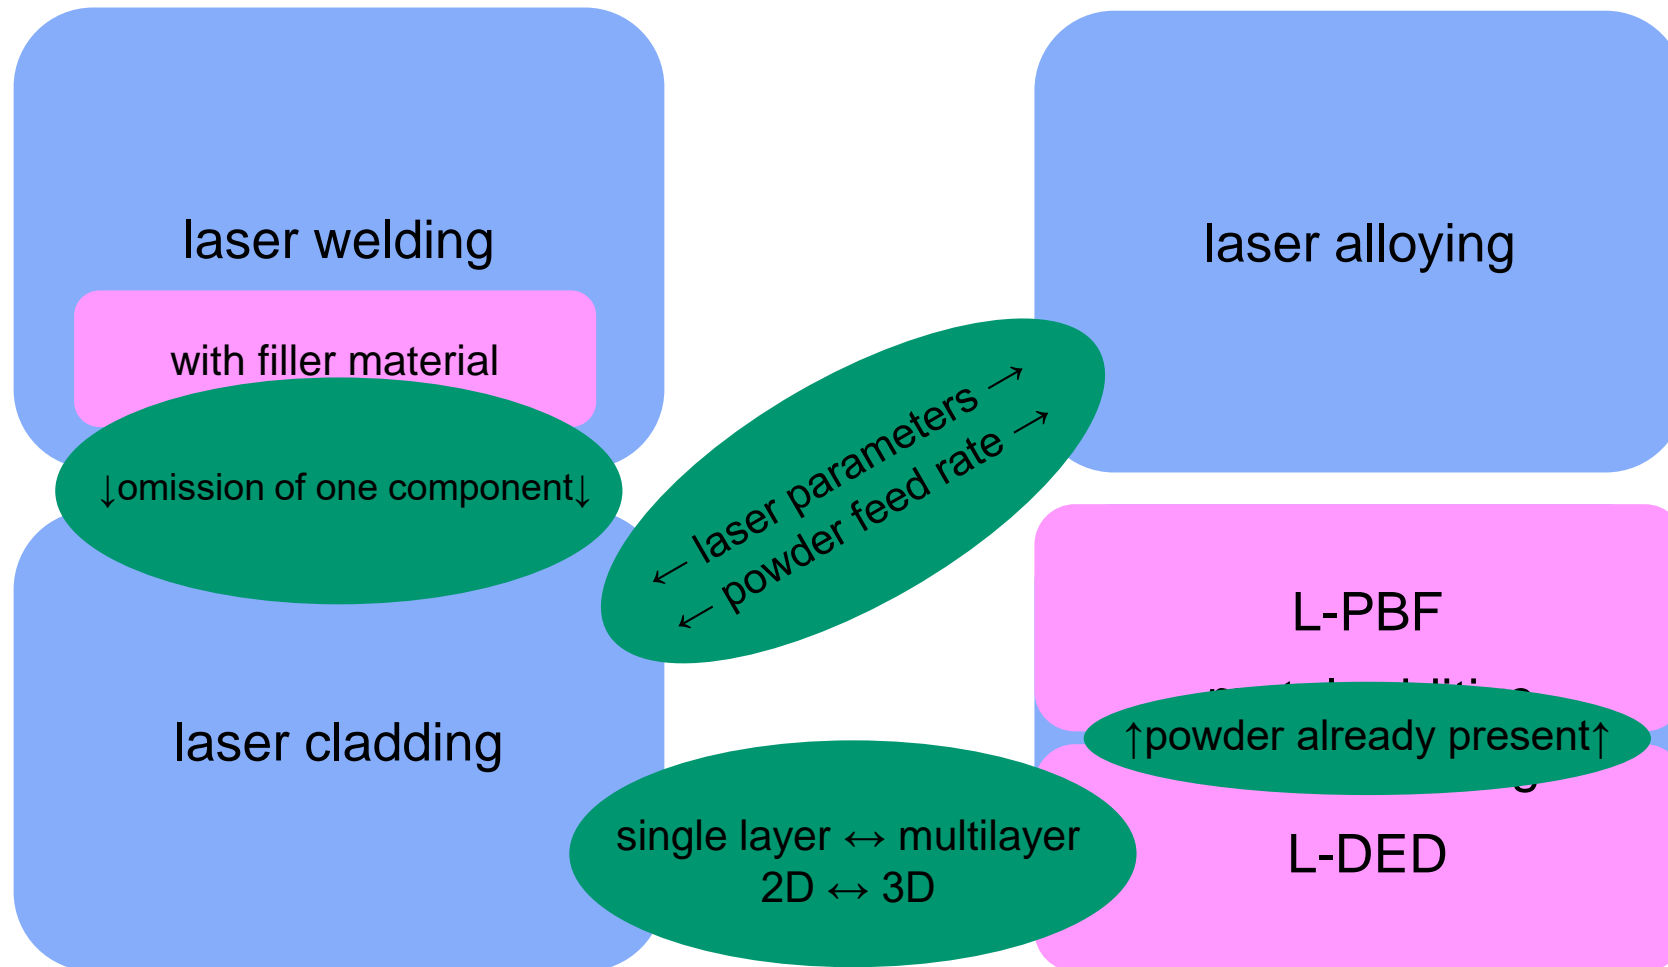 laser welding
with filler material
↓omission of one component↓
laser alloying
← laser parameters →
← powder feed rate →
laser cladding
L-PBF
↑powder already present↑
L-DED
single layer ↔ multilayer
2D ↔ 3D